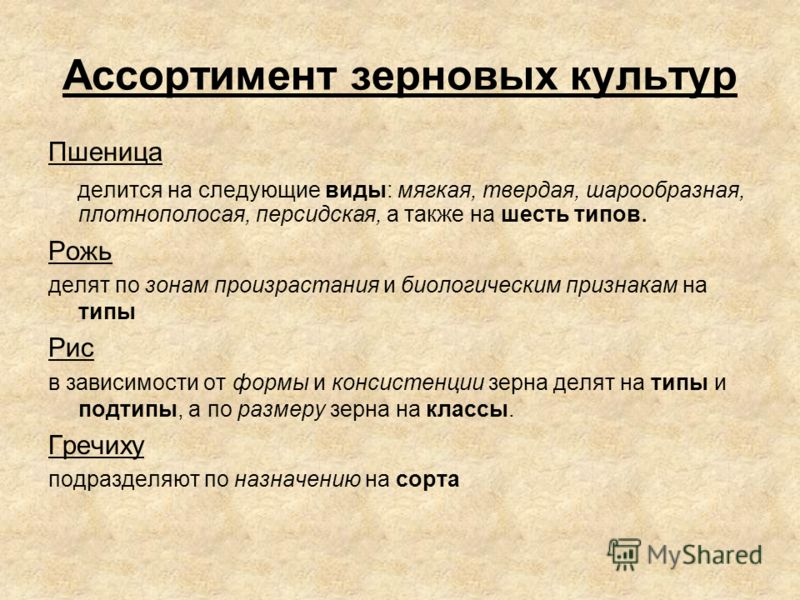 Ассортимент зерновых культур
Пшеница
делится на следующие виды: мягкая, твердая, шарообразная,
плотнополосая, персидская, а также на шесть типов.
Рожь
делят по зонам произрастания и биологическим признакам на
типы
Рис
в зависимости от формы и консистенции зерна делят на типы и
подтипы, а по размеру зерна на классы.
Гречиху
подразделяют по назначению на сорта
MyShared